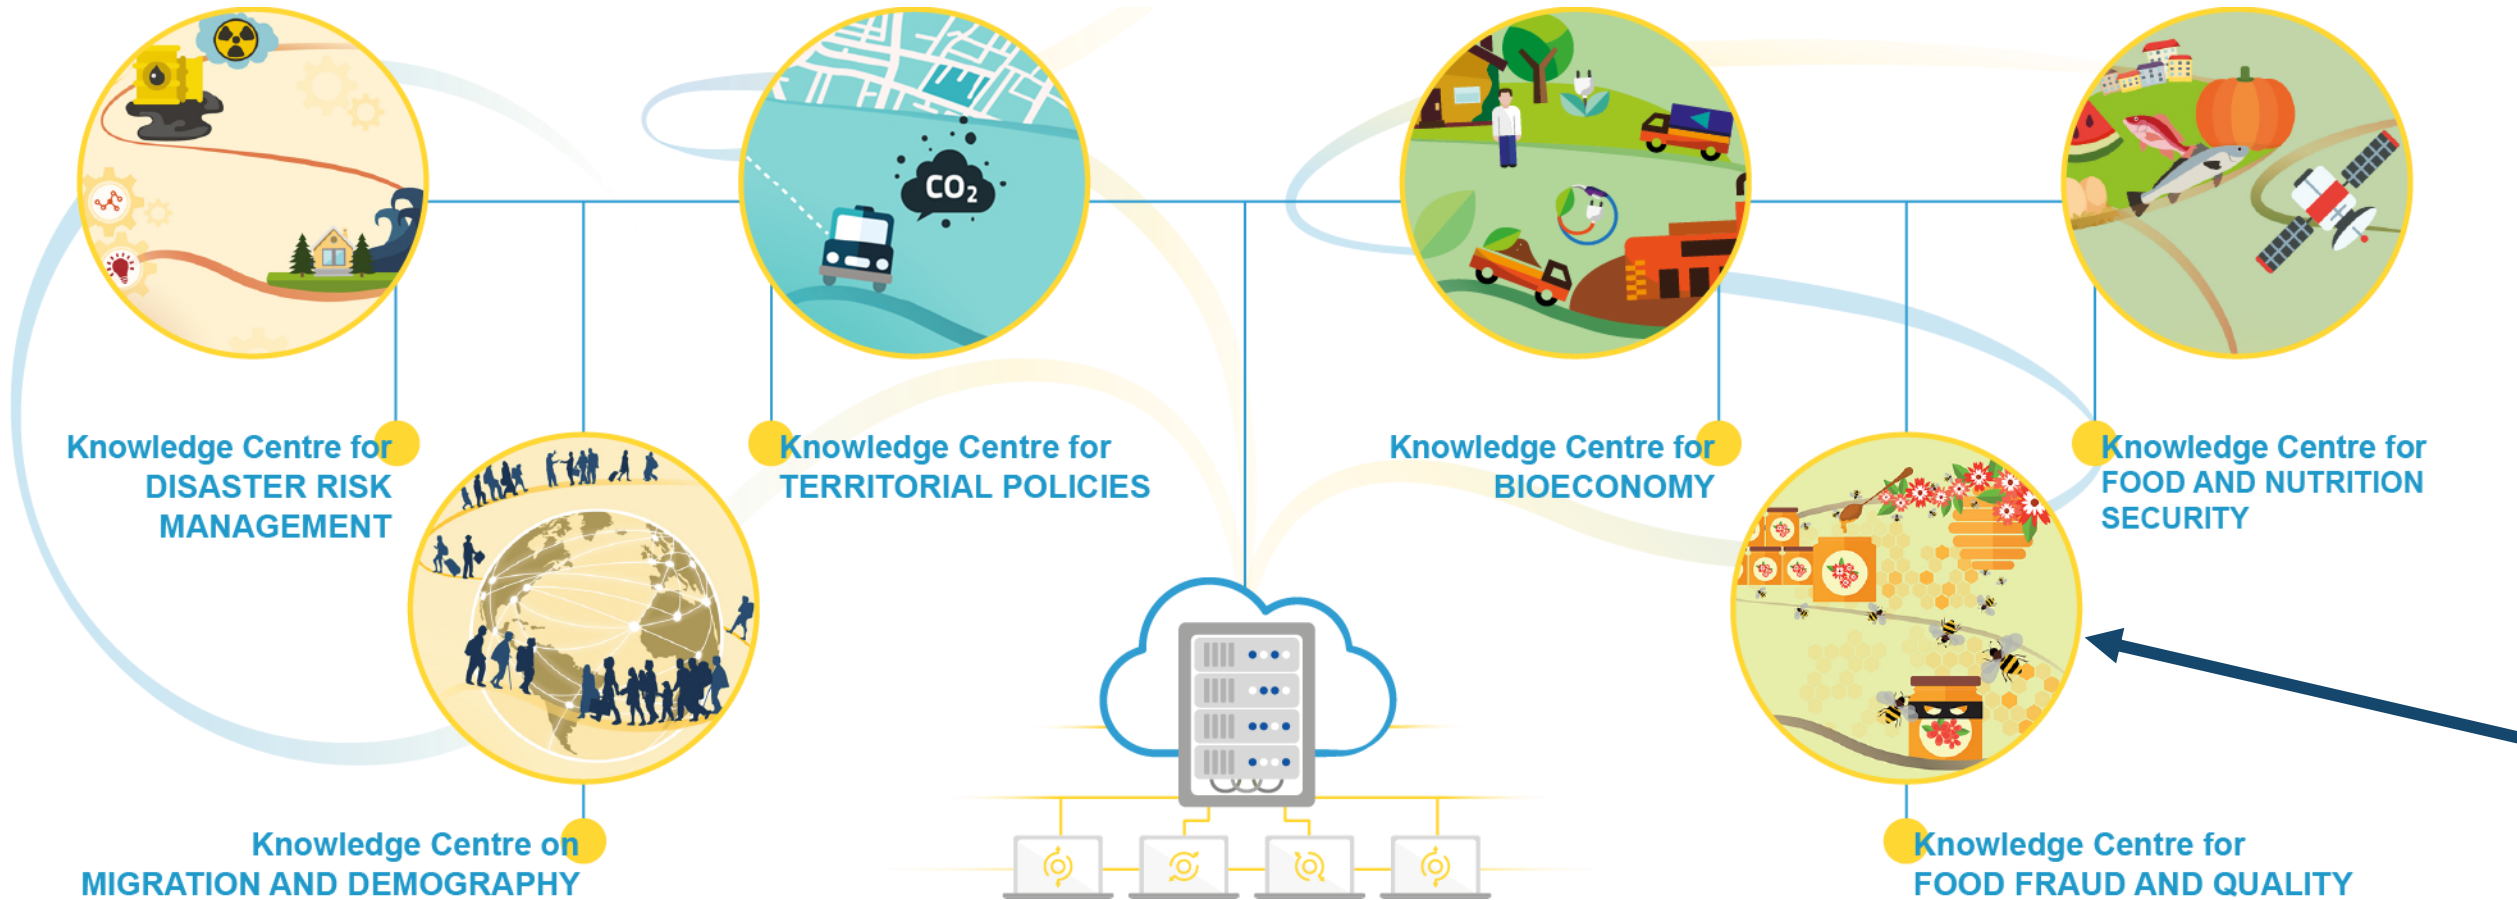 CO₂
Knowledge Centre for
DISASTER RISK
MANAGEMENT
Knowledge Centre for
TERRITORIAL POLICIES
Knowledge Centre for
BIOECONOMY
Knowledge Centre for
FOOD AND NUTRITION
SECURITY
Knowledge Centre on
MIGRATION AND DEMOGRAPHY
Knowledge Centre for
FOOD FRAUD AND QUALITY